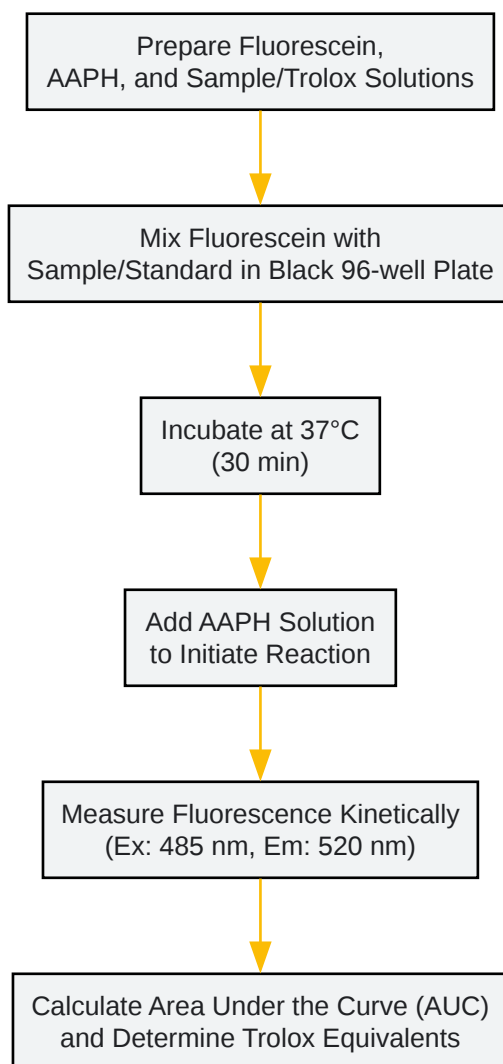 Prepare Fluorescein,
AAPH, and Sample/Trolox Solutions
Mix Fluorescein with
Sample/Standard in Black 96-well Plate
Incubate at 37°C
(30 min)
Add AAPH Solution
to Initiate Reaction
Measure Fluorescence Kinetically
(Ex: 485 nm, Em: 520 nm)
Calculate Area Under the Curve (AUC)
and Determine Trolox Equivalents